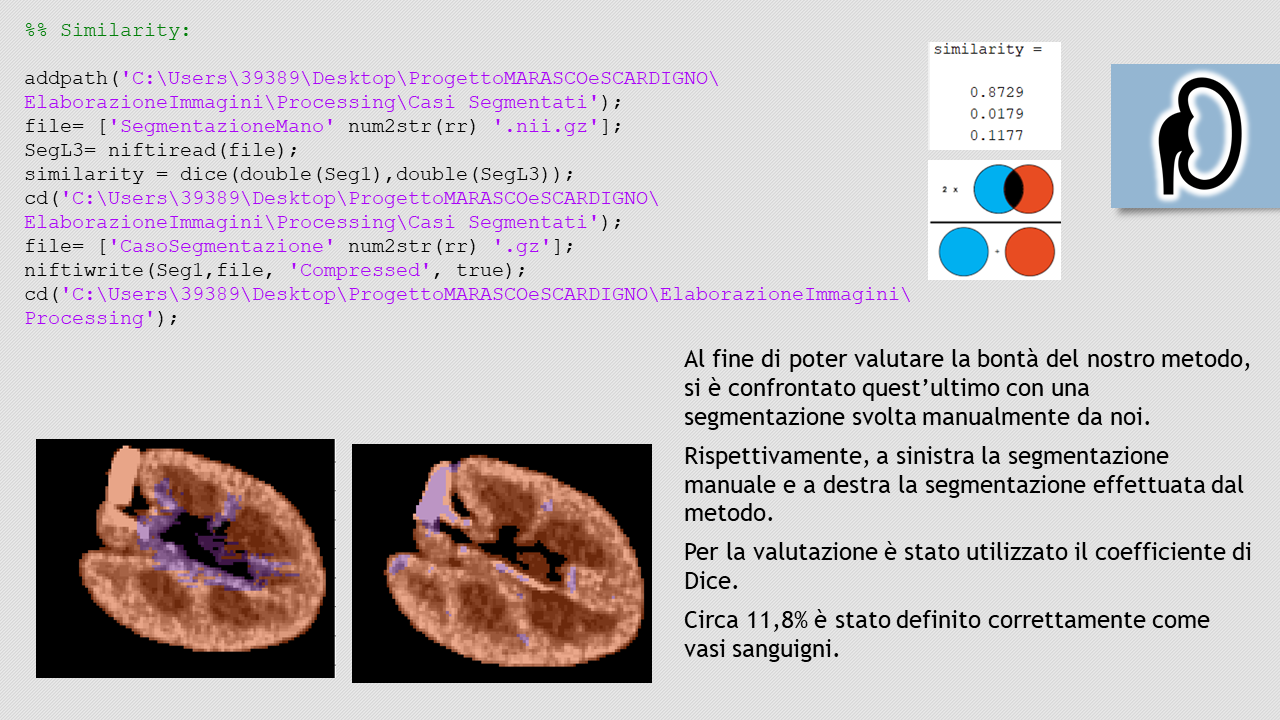 %% Similarity:
addpath('C:\Users\39389\Desktop\ProgettoMARASCOeSCARDIGNO\
ElaborazioneImmagini\Processing\Casi Segmentati');
file= ['SegmentazioneMano' num2str(rr) '.nii.gz'];
SegL3= niftiread(file);
similarity = dice(double(Seg1),double(SegL3));
cd('C:\Users\39389\Desktop\ProgettoMARASCOeSCARDIGNO\
ElaborazioneImmagini\Processing\Casi Segmentati');
file= ['CasoSegmentazione' num2str(rr) '.gz'];
niftiwrite(Seg1,file, 'Compressed', true);
cd('C:\Users\39389\Desktop\ProgettoMARASCOeSCARDIGNO\ElaborazioneImmagini\
Processing');
similarity =
0.8729
0.0179
0.1177
2 x
+
Al fine di poter valutare la bontà del nostro metodo,
si è confrontato quest’ultimo con una
segmentazione svolta manualmente da noi.
Rispettivamente, a sinistra la segmentazione
manuale e a destra la segmentazione effettuata dal
metodo.
Per la valutazione è stato utilizzato il coefficiente di
Dice.
Circa 11,8% è stato definito correttamente come
vasi sanguigni.